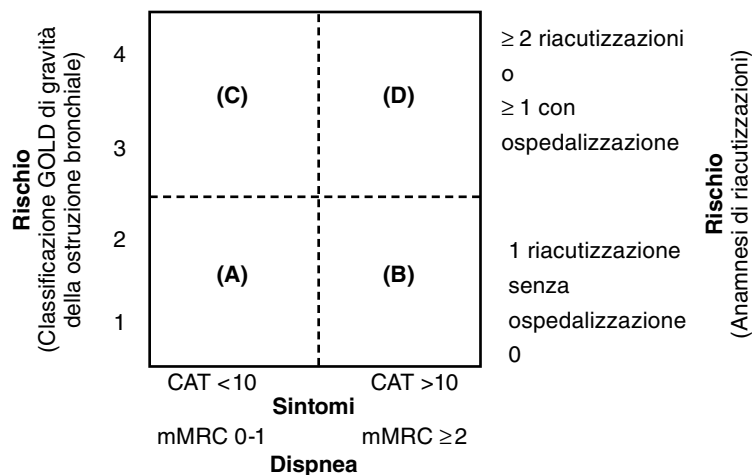 Rischio
(Classificazione GOLD di gravità
della ostruzione bronchiale)
4
3
2
1
(C)
(D)
(A)
(B)
≥ 2 riacutizzazioni
o
≥ 1 con
ospedalizzazione
1 riacutizzazione
senza
ospedalizzazione
0
Rischio
(Anamnesi di riacutizzazioni)
CAT <10
CAT >10
Sintomi
mMRC 0-1
mMRC ≥2
Dispnea